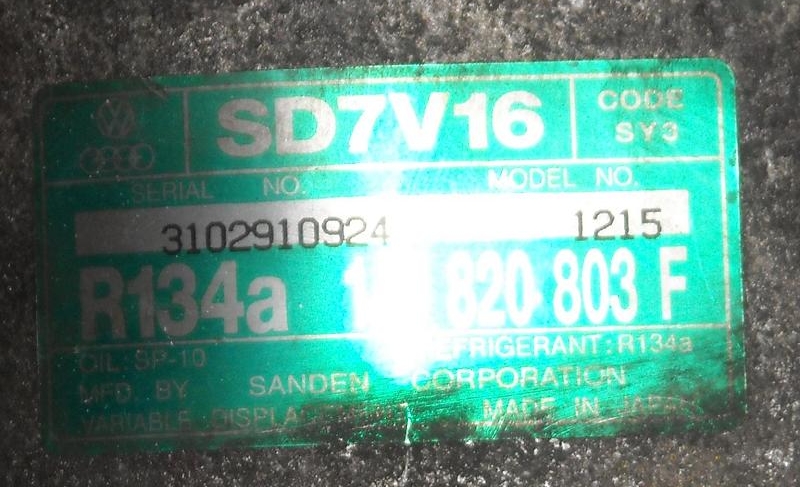 SD7V16
CODE
SY3
SERIAL NO. MODEL NO.
3102910924 1215
R134a 820 803 F
OIL: SP-10 REFRIGERANT: R134a
MFD. BY SANDEN CORPORATION
VARIABLE DISPLACEMENT MADE IN JAPAN